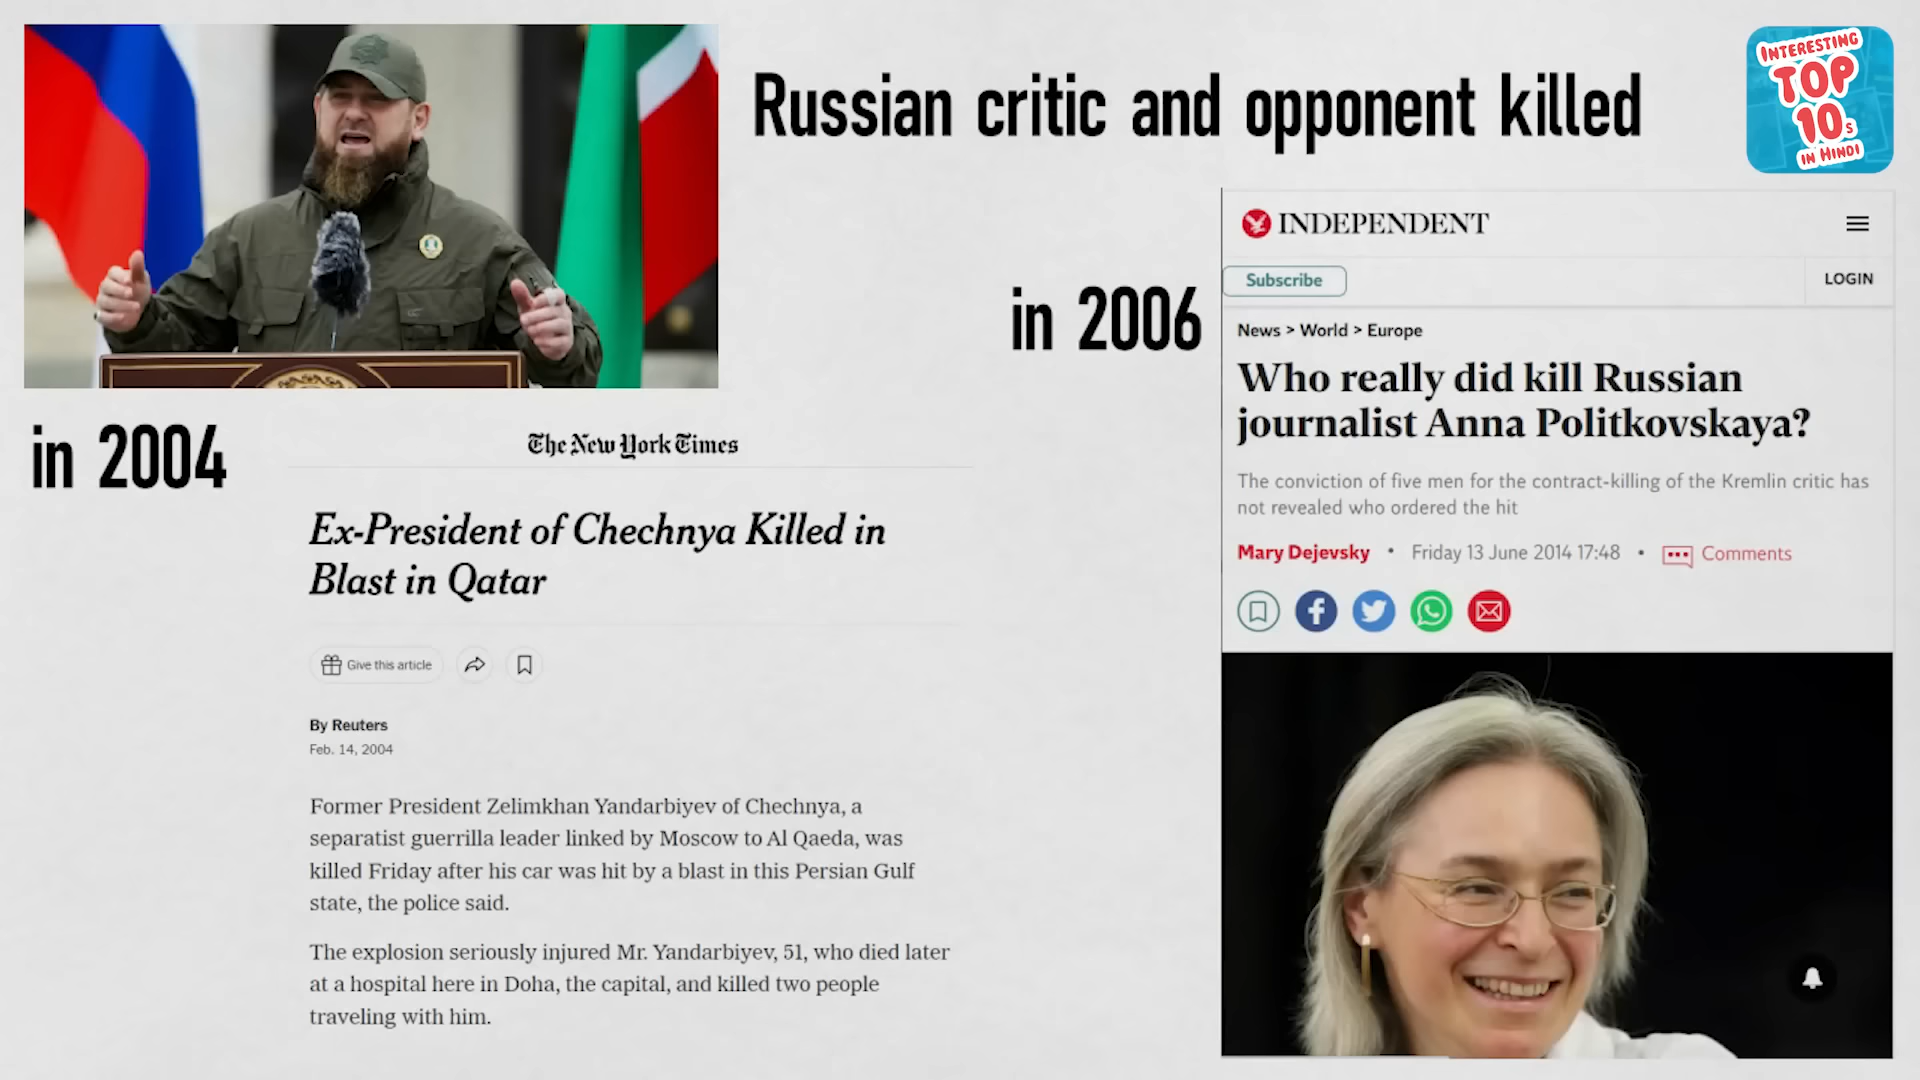 Russian critic and opponent killed
INTERESTING
TOP
10s
IN HINDI
in 2004
The New York Times
Ex-President of Chechnya Killed in
Blast in Qatar
Give this article
By Reuters
Feb. 14, 2004
Former President Zelimkhan Yandarbiyev of Chechnya, a
separatist guerrilla leader linked by Moscow to Al Qaeda, was
killed Friday after his car was hit by a blast in this Persian Gulf
state, the police said.
The explosion seriously injured Mr. Yandarbiyev, 51, who died later
at a hospital here in Doha, the capital, and killed two people
traveling with him.
in 2006
INDEPENDENT
Subscribe
LOGIN
News > World > Europe
Who really did kill Russian
journalist Anna Politkovskaya?
The conviction of five men for the contract-killing of the Kremlin critic has
not revealed who ordered the hit
Mary Dejevsky • Friday 13 June 2014 17:48 • Comments